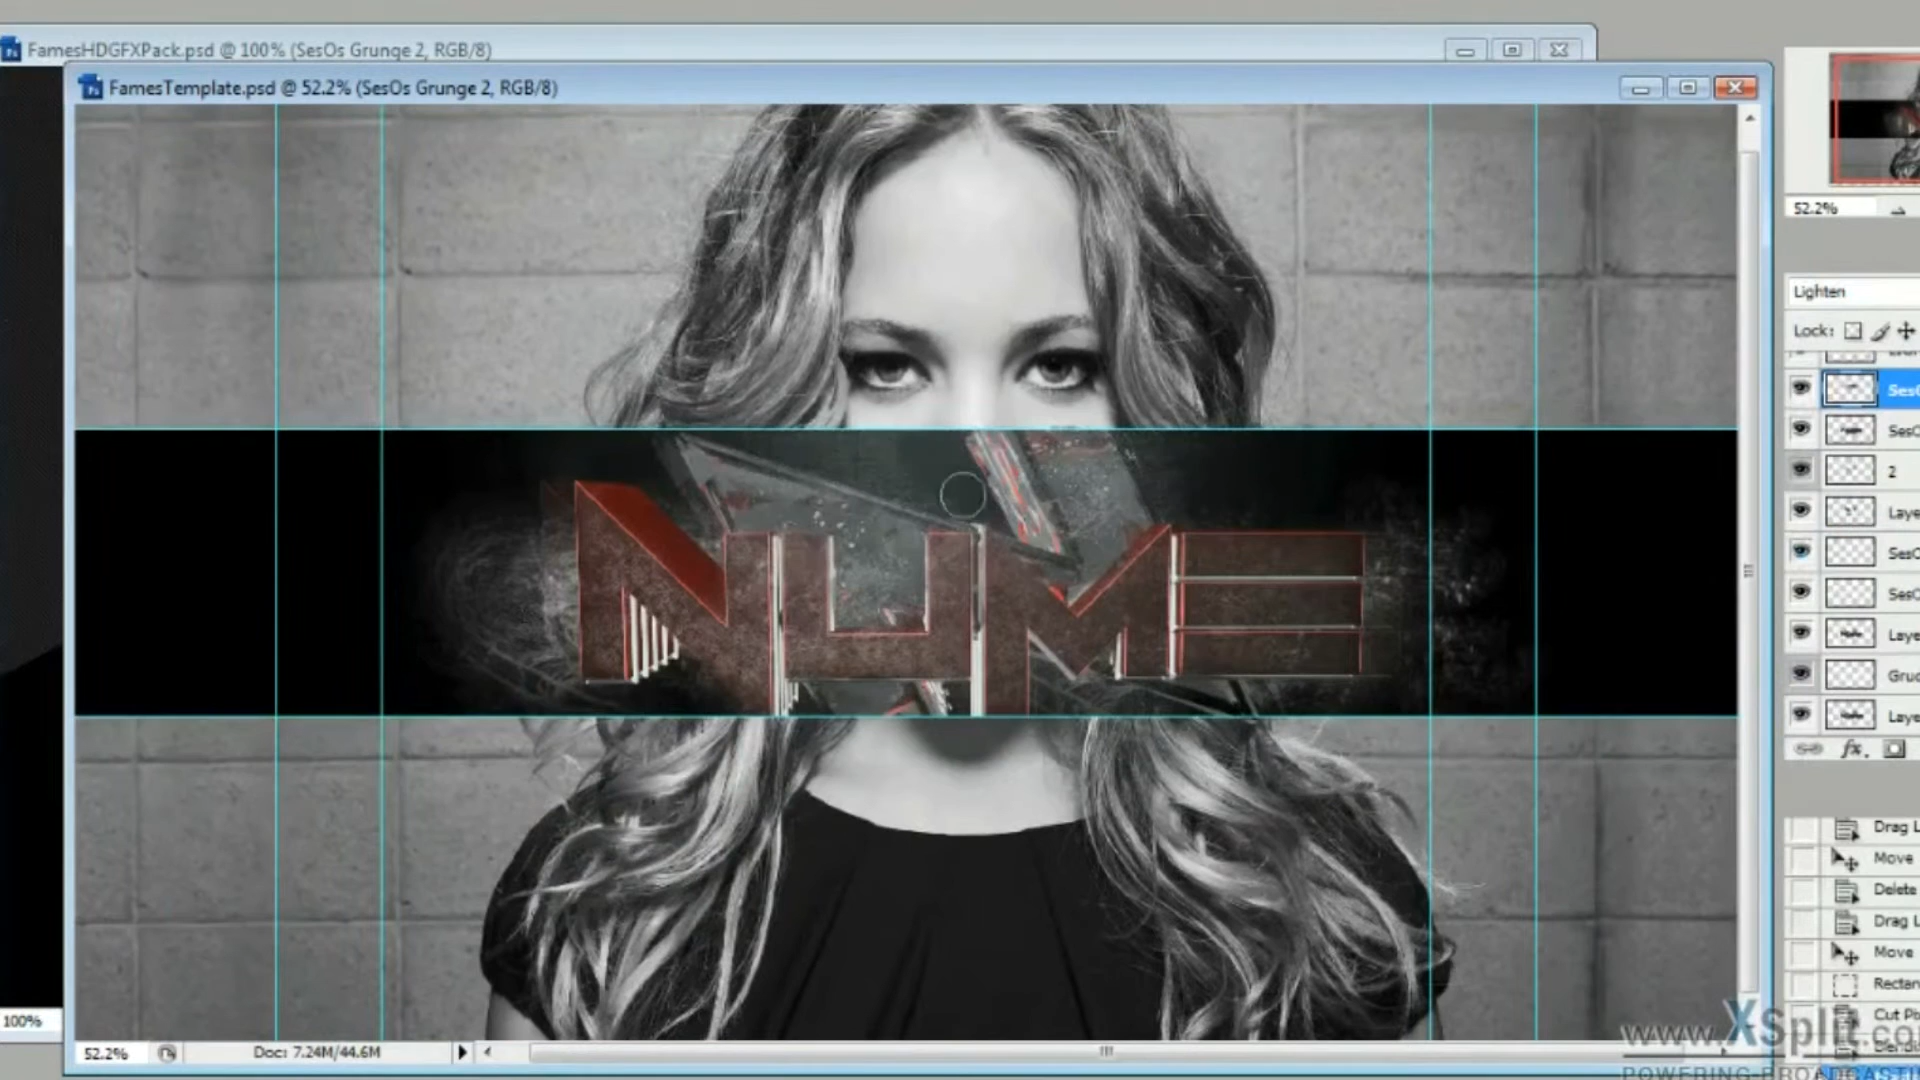 FamesHDGFXPack.psd @ 100% (SesOs Grunge 2, RGB/8)
FamesTemplate.psd @ 52.2% (SesOs Grunge 2, RGB/8)
NUME
52.2%
Lighten
Lock:
2
fx.
Drag
Move
Delete
Drag
Move
100%
52.2%
Doc: 7.24M/44.6M
www.XSplit.co